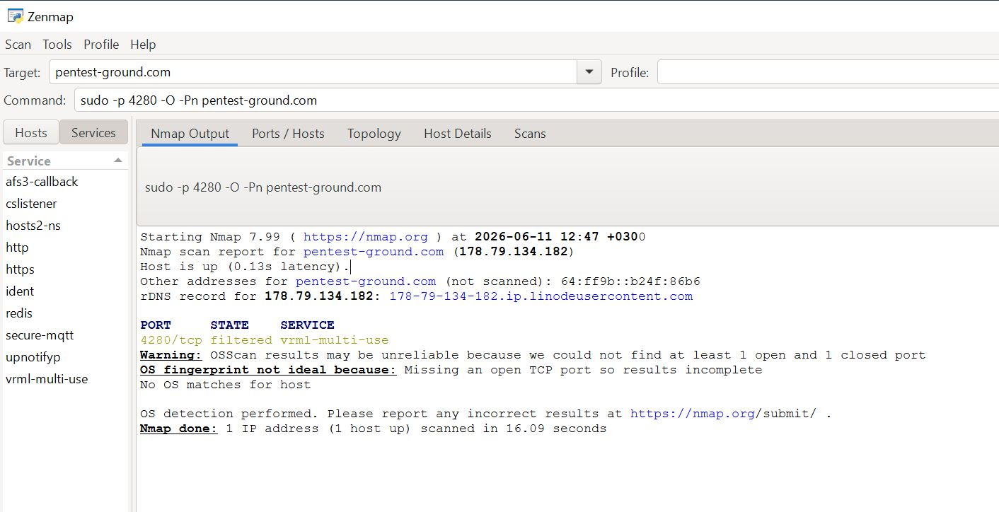 Zenmap
Scan Tools Profile Help
Target: pentest-ground.com Profile:
Command: sudo -p 4280 -O -Pn pentest-ground.com
Hosts Services
Service
afs3-callback
cslistener
hosts2-ns
http
https
ident
redis
secure-mqtt
upnotifyp
vrml-multi-use
Nmap Output Ports / Hosts Topology Host Details Scans
sudo -p 4280 -O -Pn pentest-ground.com
Starting Nmap 7.99 ( https://nmap.org ) at 2026-06-11 12:47 +0300
Nmap scan report for pentest-ground.com (178.79.134.182)
Host is up (0.13s latency).
Other addresses for pentest-ground.com (not scanned): 64:ff9b::b24f:86b6
rDNS record for 178.79.134.182: 178-79-134-182.ip.linodeusercontent.com
PORT STATE SERVICE
4280/tcp filtered vrml-multi-use
Warning: OSScan results may be unreliable because we could not find at least 1 open and 1 closed port
OS fingerprint not ideal because: Missing an open TCP port so results incomplete
No OS matches for host
OS detection performed. Please report any incorrect results at https://nmap.org/submit/ .
Nmap done: 1 IP address (1 host up) scanned in 16.09 seconds